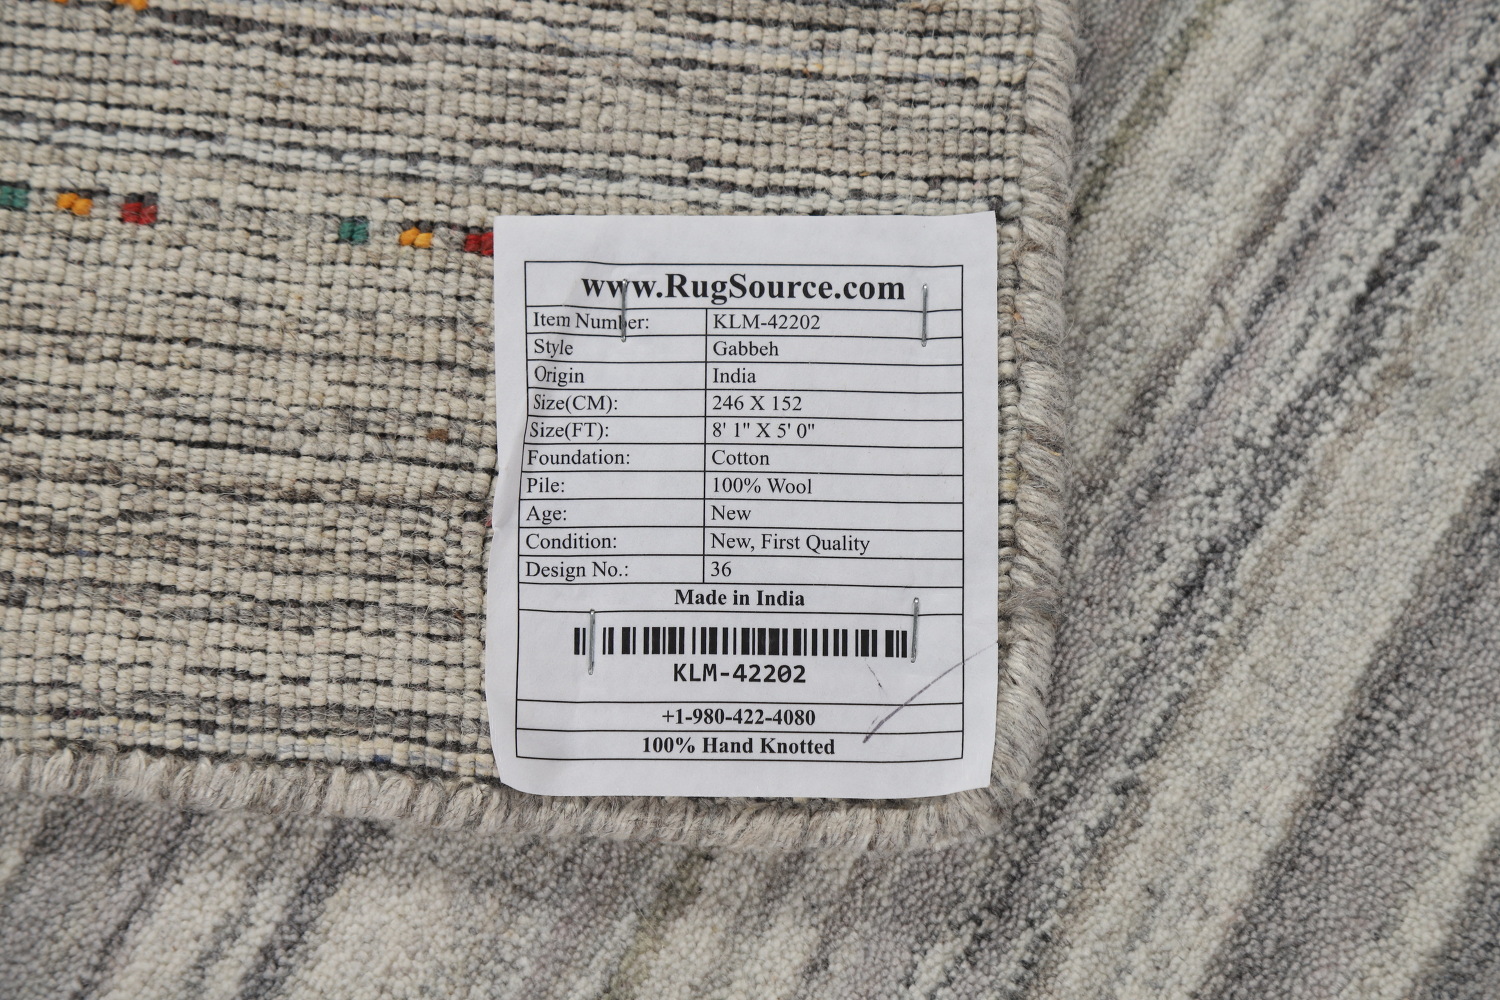 www.RugSource.com
Item Number: KLM-42202
Style Gabbeh
Origin India
Size(CM): 246 X 152
Size(FT): 8' 1" X 5' 0"
Foundation: Cotton
Pile: 100% Wool
Age: New
Condition: New, First Quality
Design No.: 36
Made in India
KLM-42202
+1-980-422-4080
100% Hand Knotted